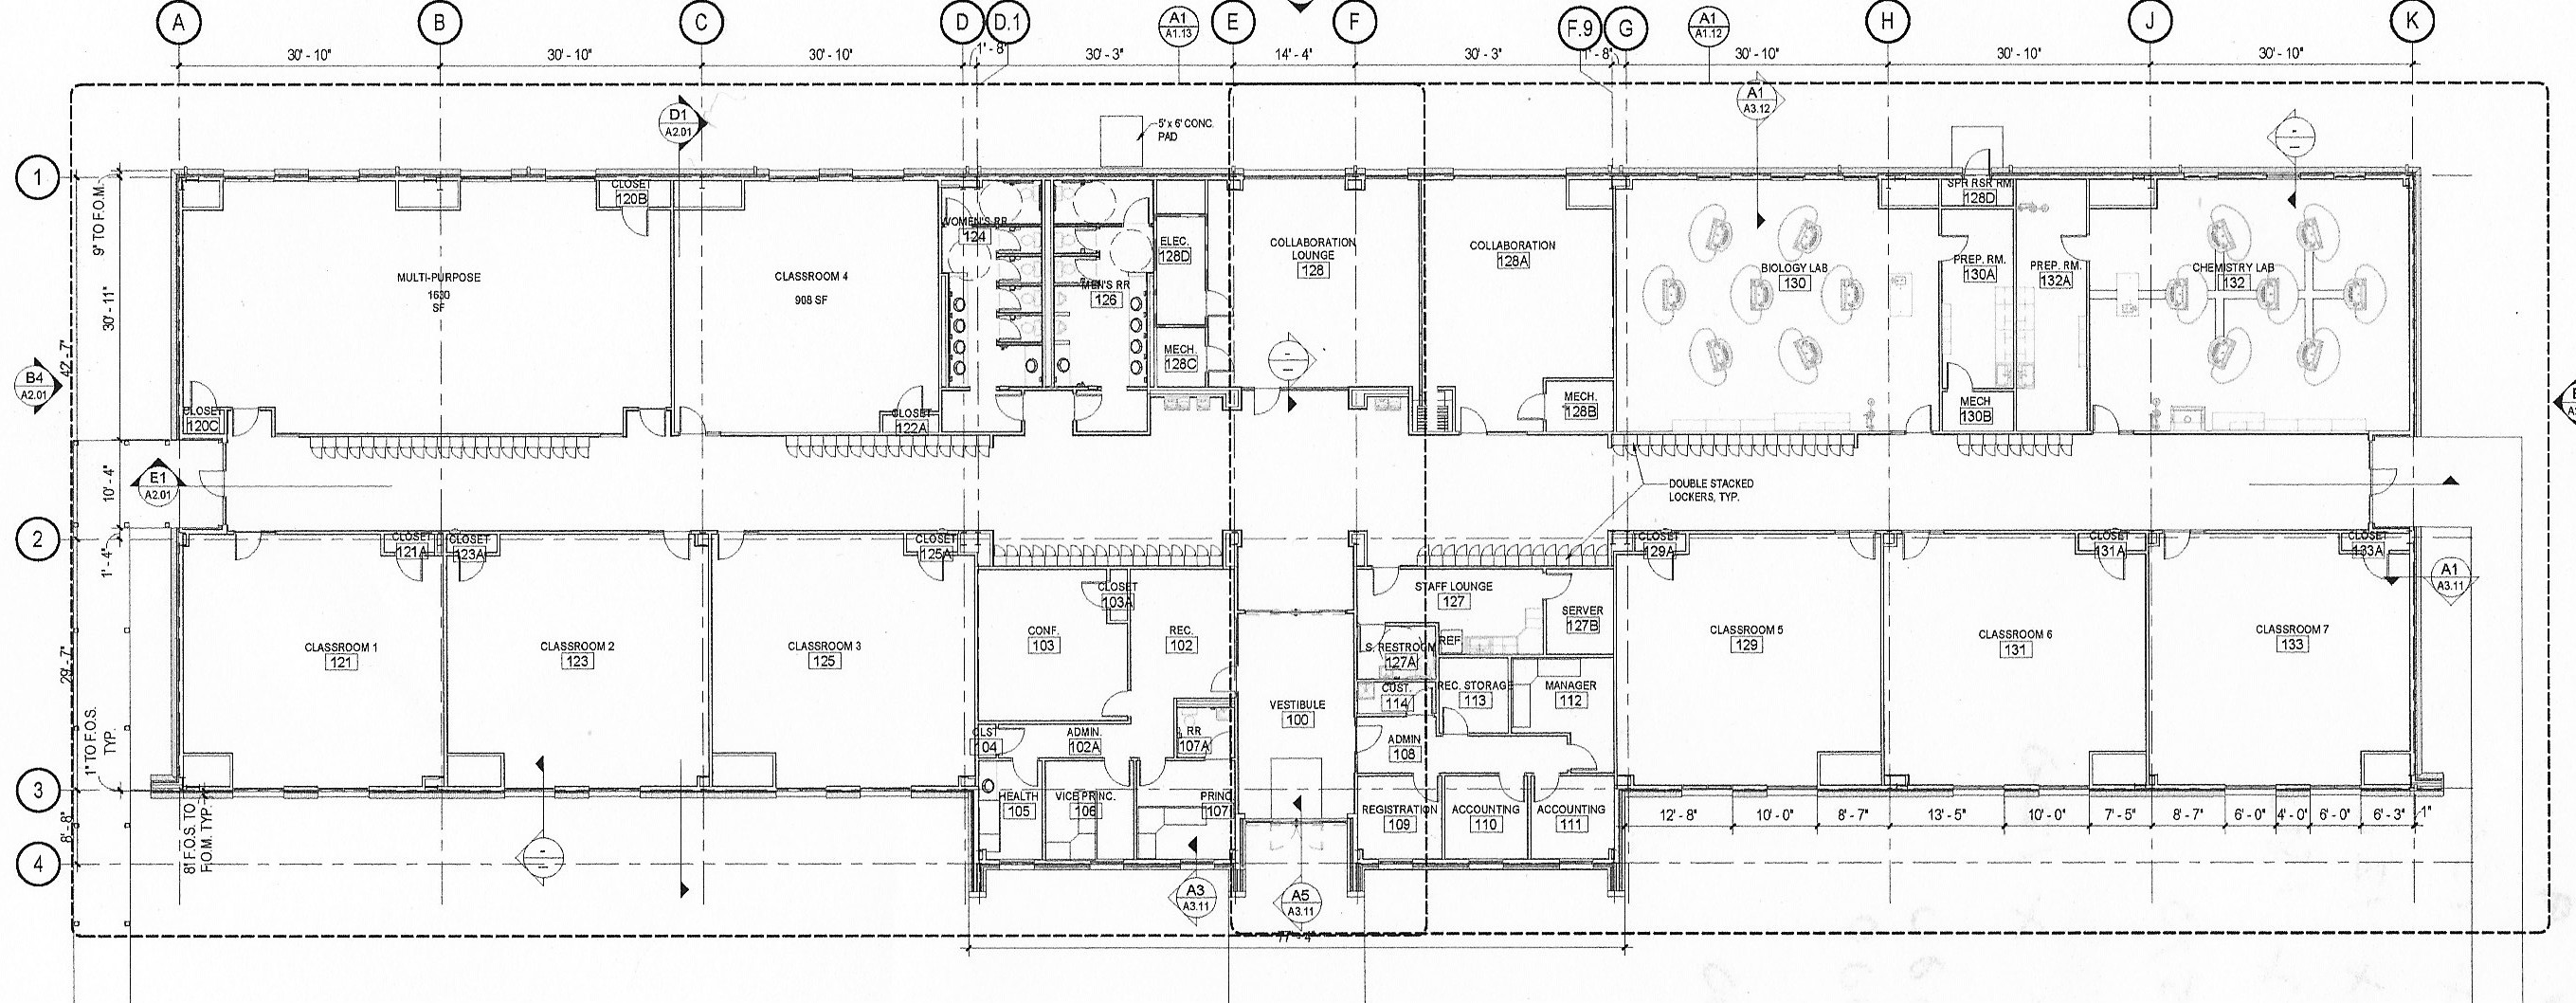 A B C D D.1 E F F.9 G H J K
A1
A1.13
A1
A1.12
30' - 10" 30' - 10" 30' - 10" 1' - 8" 30' - 3" 14' - 4" 30' - 3" 1' - 8" 30' - 10" 30' - 10" 30' - 10"
D1
A2.01
5' x 6' CONC.
PAD
A1
A3.12
1
9" TO F.O.M.
CLOSET
120B
SPR RSR RM
128D
WOMEN'S RR
124
MULTI-PURPOSE
1630
SF
CLASSROOM 4
908 SF
ELEC.
128D
MEN'S RR
126
COLLABORATION
LOUNGE
128
COLLABORATION
128A
BIOLOGY LAB
130
PREP. RM.
130A
PREP. RM.
132A
CHEMISTRY LAB
132
30' - 11"
42' - 7"
B4
A2.01
MECH.
128C
MECH.
128B
MECH
130B
CLOSET
120C
CLOSET
122A
E1
A2.01
10' - 4"
DOUBLE STACKED
LOCKERS, TYP.
2
1' - 4"
CLOSET
121A
CLOSET
123A
CLOSET
125A
CLOSET
129A
CLOSET
131A
CLOSET
133A
A1
A3.11
CLOSET
103A
STAFF LOUNGE
127
SERVER
127B
CLASSROOM 1
121
CLASSROOM 2
123
CLASSROOM 3
125
CONF.
103
REC.
102
REF.
S. RESTROOM
127A
CLASSROOM 5
129
CLASSROOM 6
131
CLASSROOM 7
133
29' - 7"
CUST.
114
REC. STORAGE
113
MANAGER
112
VESTIBULE
100
1" TO F.O.S.
TYP.
CLST
104
ADMIN.
102A
RR
107A
ADMIN
108
3
HEALTH
105
VICE PRINC.
106
PRINC.
107
REGISTRATION
109
ACCOUNTING
110
ACCOUNTING
111
12' - 8" 10' - 0" 8' - 7" 13' - 5" 10' - 0" 7' - 5" 8' - 7" 6' - 0" 4' - 0" 6' - 0" 6' - 3" 1"
8' - 8"
8" F.O.S. TO
F.O.M. TYP.
4
A3
A3.11
A5
A3.11
77' - 4"